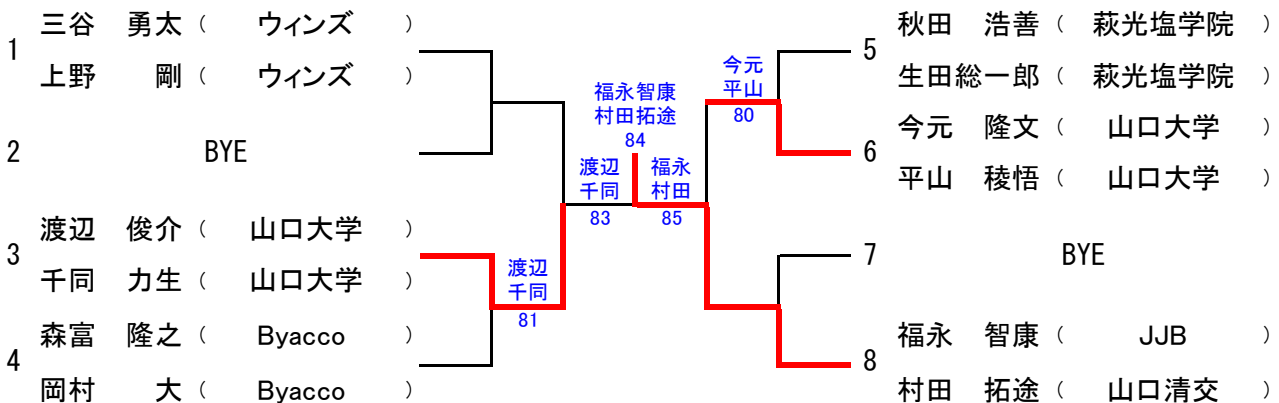 1
三谷　勇太（　ウィンズ　）
上野　　剛（　ウィンズ　）
2
BYE
3
渡辺　俊介（　山口大学　）
千同　力生（　山口大学　）
4
森富　隆之（　Byacco　）
岡村　　大（　Byacco　）
渡辺
千同
81
渡辺
千同
83
福永智康
村田拓途
84
福永
村田
85
今元
平山
80
5
秋田　浩善（　萩光塩学院　）
生田総一郎（　萩光塩学院　）
6
今元　隆文（　山口大学　）
平山　稜悟（　山口大学　）
7
BYE
8
福永　智康（　JJB　）
村田　拓途（　山口清交　）